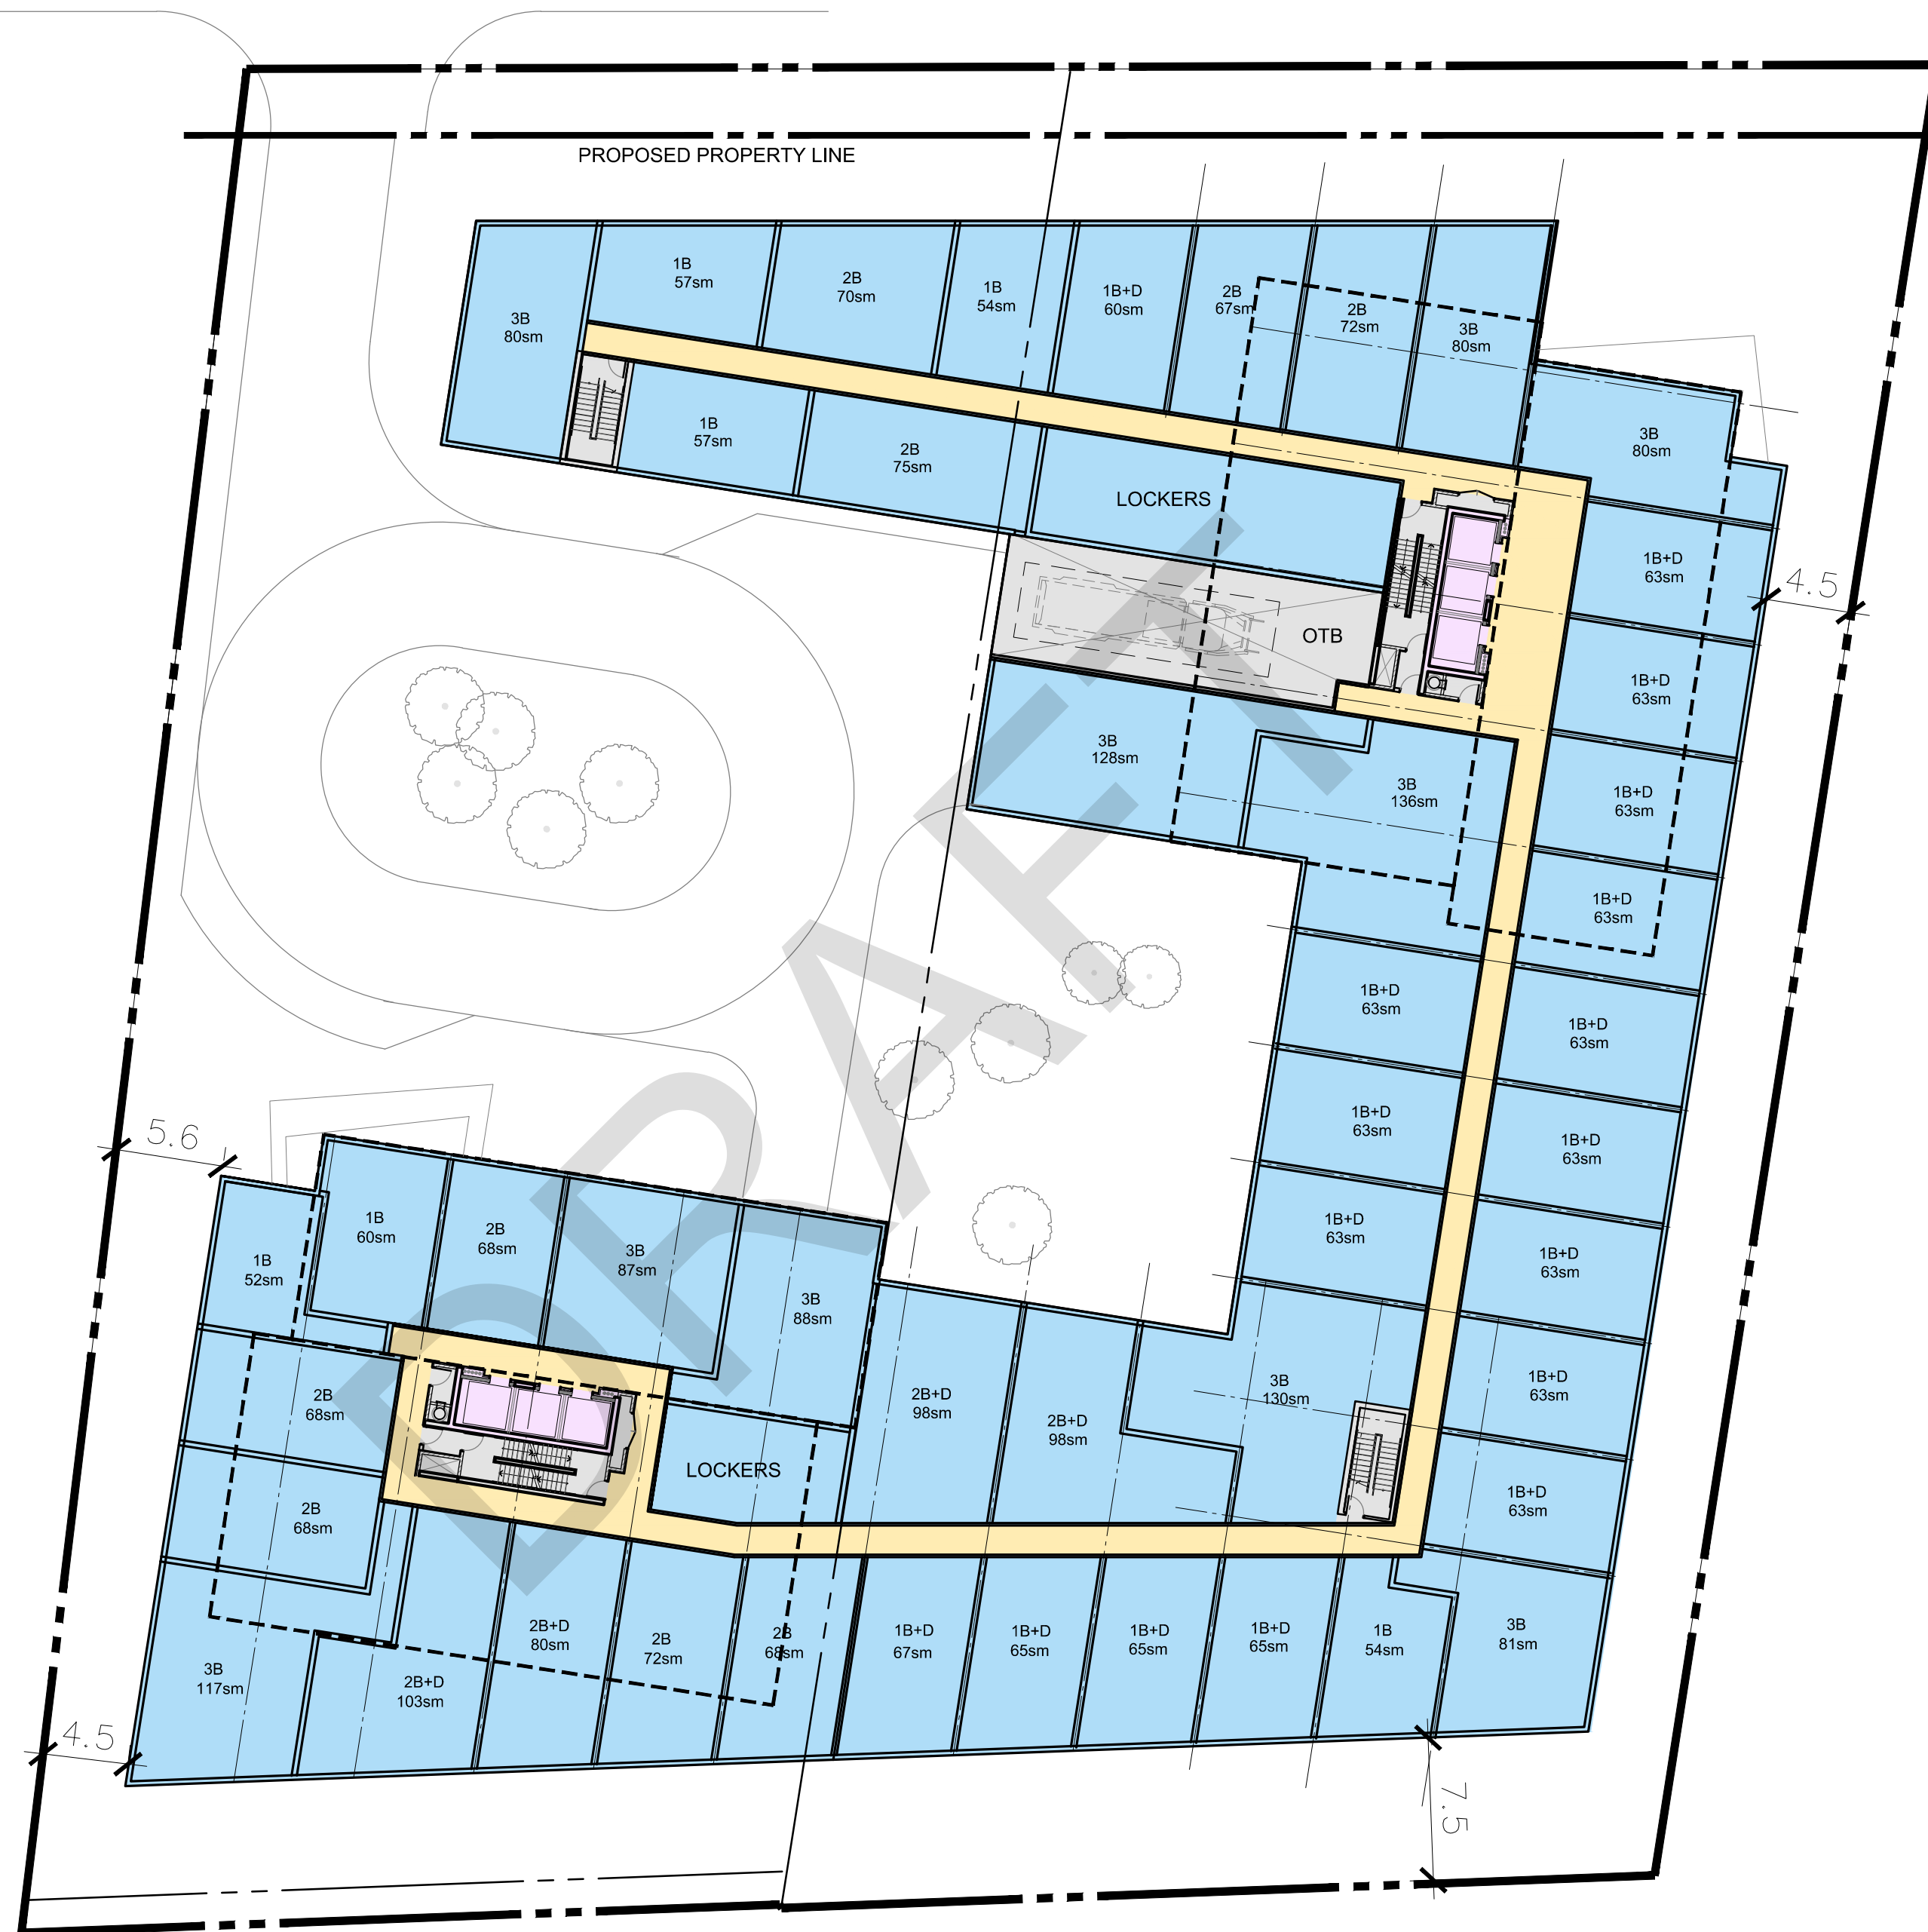 PROPOSED PROPERTY LINE
3B
80sm
1B
57sm
2B
70sm
1B
54sm
1B+D
60sm
2B
67sm
2B
72sm
3B
80sm
3B
80sm
1B
57sm
2B
75sm
LOCKERS
OTB
1B+D
63sm
4.5
1B+D
63sm
3B
128sm
3B
136sm
1B+D
63sm
1B+D
63sm
1B+D
63sm
1B+D
63sm
1B+D
63sm
1B+D
63sm
1B+D
63sm
1B+D
63sm
1B+D
63sm
1B+D
63sm
5.6
1B
52sm
1B
60sm
2B
68sm
3B
87sm
3B
88sm
2B
68sm
2B+D
98sm
2B+D
98sm
3B
130sm
LOCKERS
2B
68sm
3B
117sm
2B+D
103sm
2B+D
80sm
2B
72sm
2B
68sm
1B+D
67sm
1B+D
65sm
1B+D
65sm
1B+D
65sm
1B
54sm
3B
81sm
1B+D
63sm
4.5
7.5
DRAFT